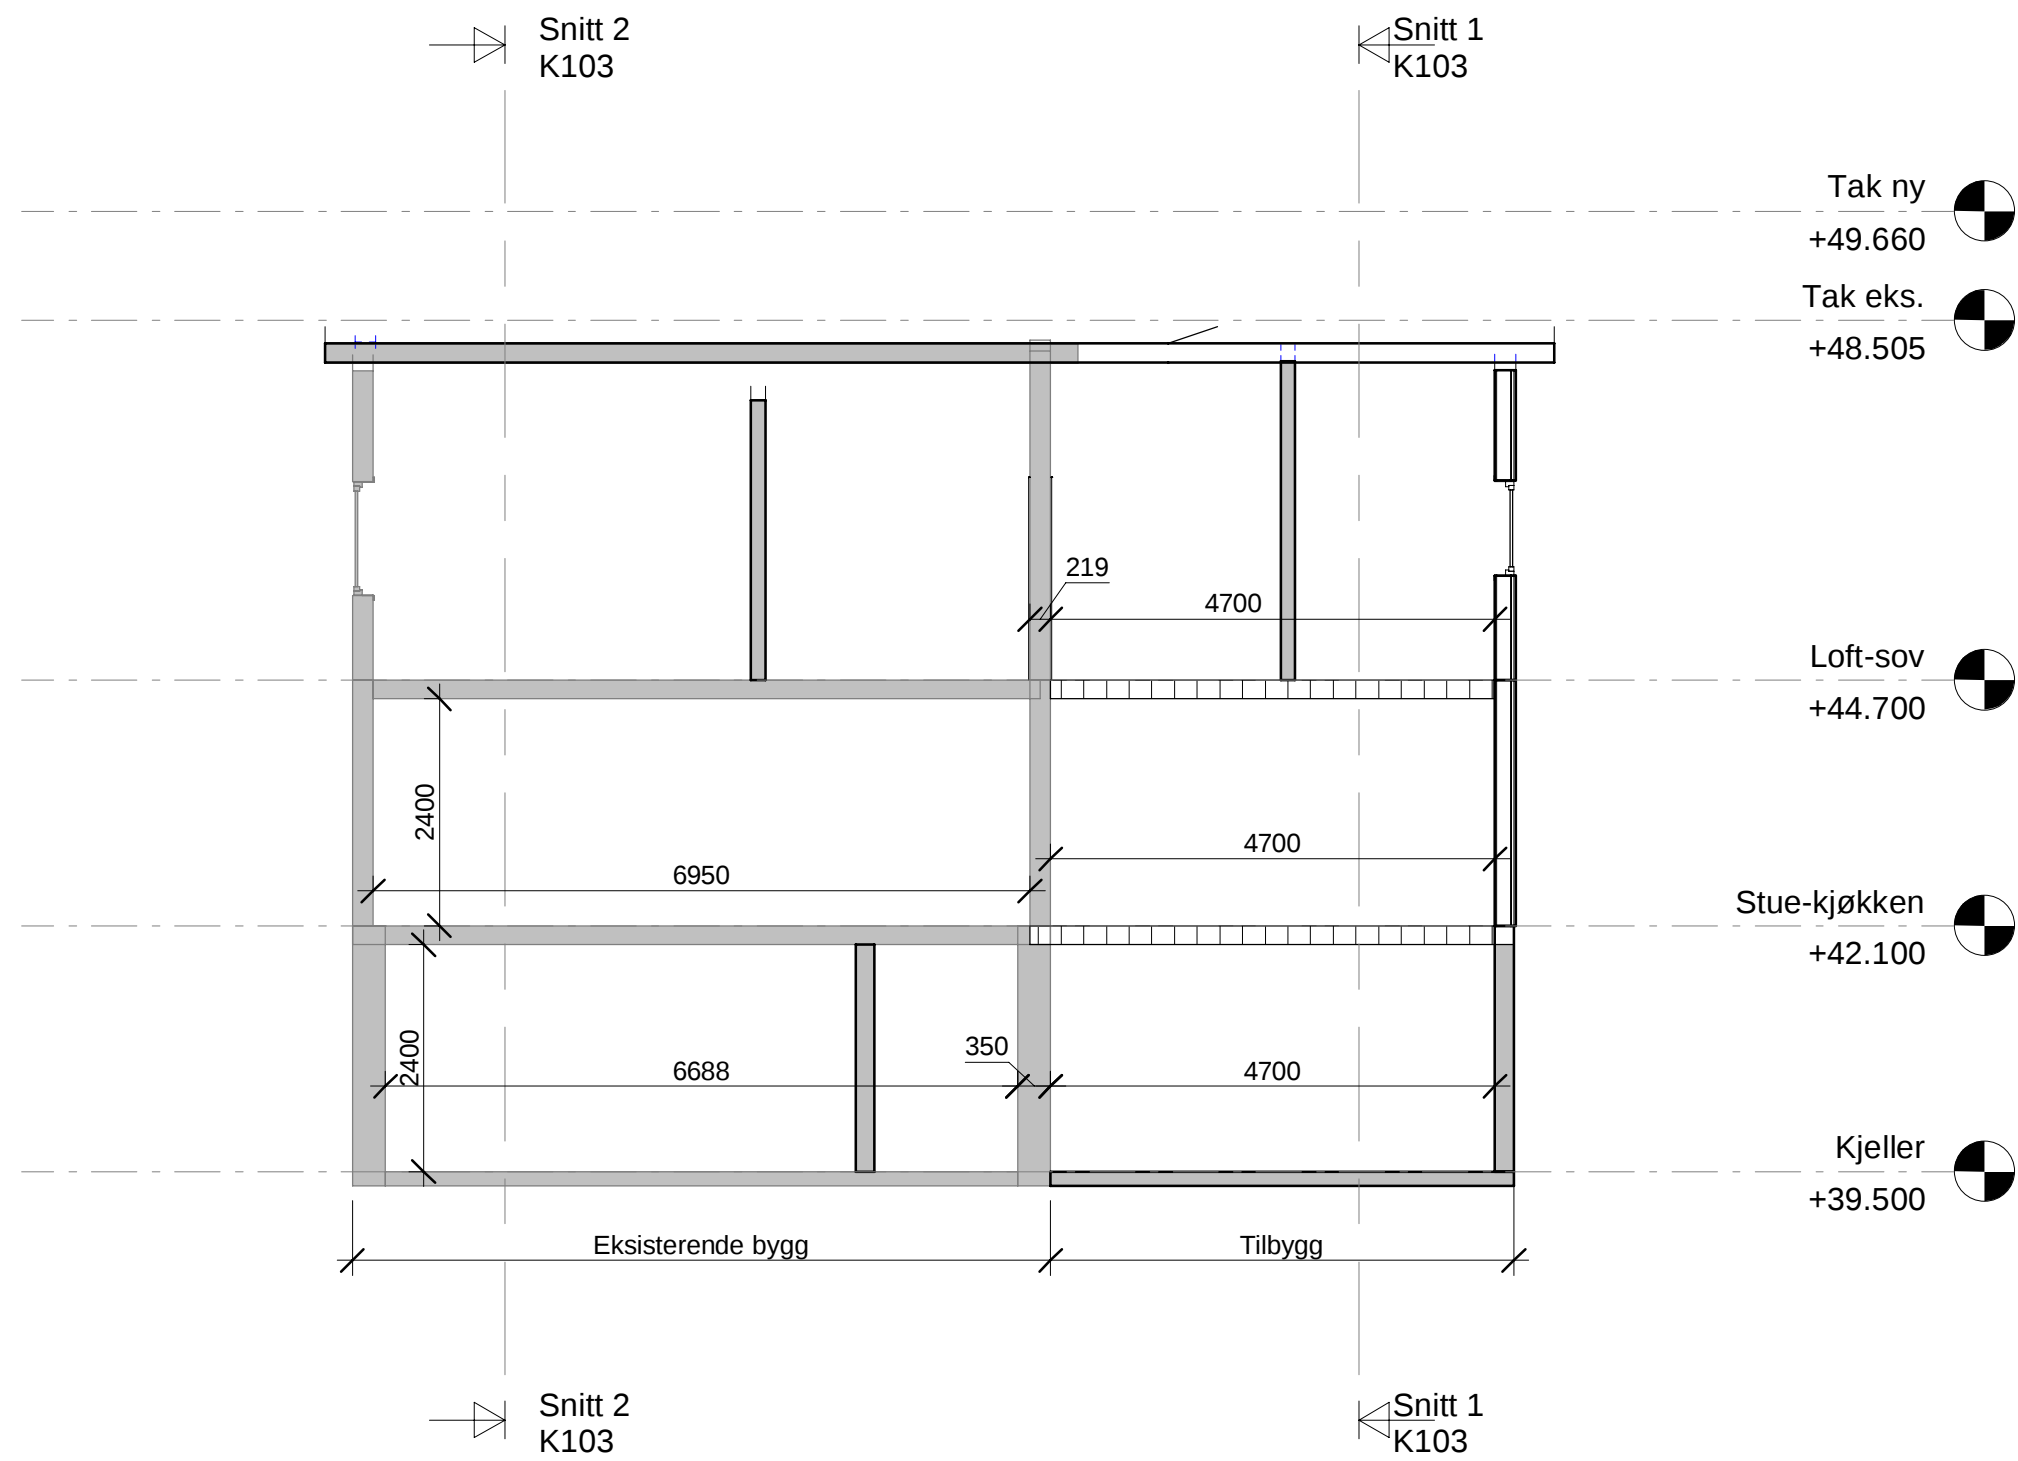 Snitt 2
K103
Snitt 1
K103
Tak ny
+49.660
Tak eks.
+48.505
219
4700
Loft-sov
+44.700
2400
4700
6950
Stue-kjøkken
+42.100
2400
350
6688
4700
Kjeller
+39.500
Eksisterende bygg
Tilbygg
Snitt 2
K103
Snitt 1
K103